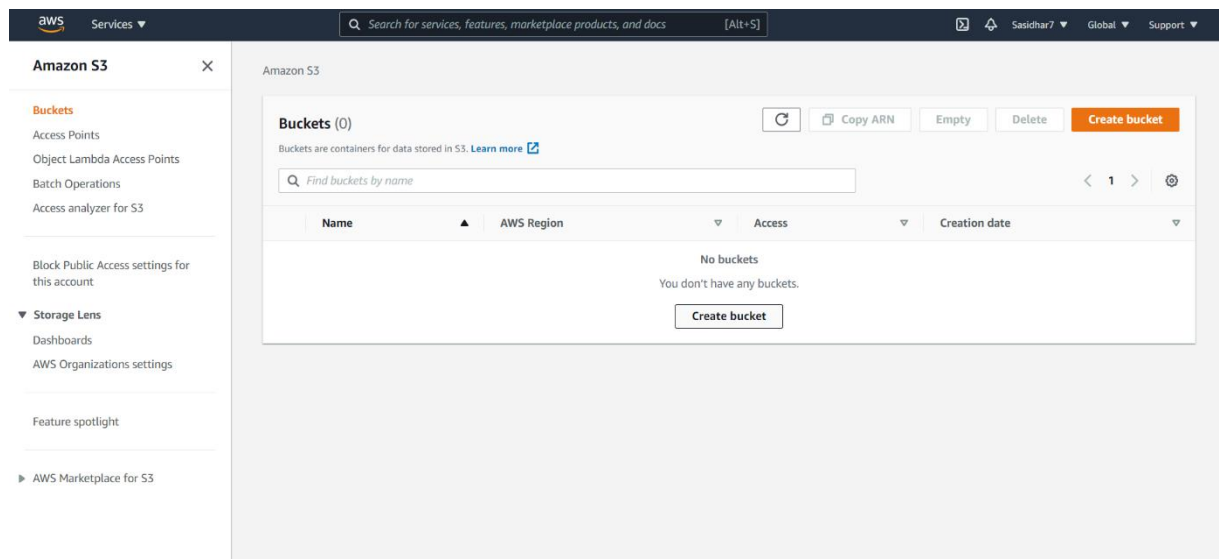 aws Services ▼ Search for services, features, marketplace products, and docs [Alt+S] Sasidhar7 ▼ Global ▼ Support ▼
Amazon S3
Buckets
Access Points
Object Lambda Access Points
Batch Operations
Access analyzer for S3
Block Public Access settings for
this account
▼ Storage Lens
Dashboards
AWS Organizations settings
Feature spotlight
▶ AWS Marketplace for S3
Amazon S3
Buckets (0)
Copy ARN Empty Delete Create bucket
Buckets are containers for data stored in S3. Learn more
Find buckets by name
< 1 >
Name ▲ AWS Region ▽ Access ▽ Creation date ▽
No buckets
You don't have any buckets.
Create bucket